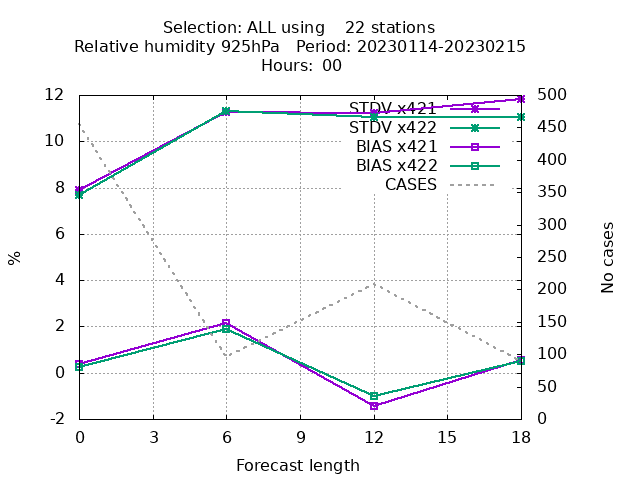 Selection: ALL using 22 stations
Relative humidity 925hPa Period: 20230114-20230215
Hours: 00
12
10
8
6
4
2
0
-2
%
STDV x421
STDV x422
BIAS x421
BIAS x422
CASES
500
450
400
350
300
250
200
150
100
50
0
No cases
0 3 6 9 12 15 18
Forecast length